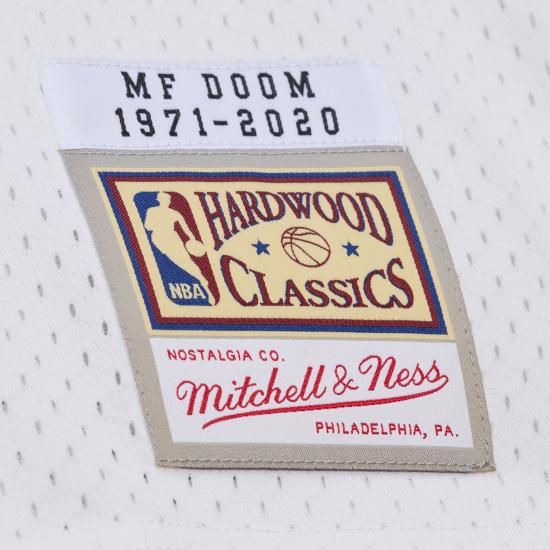 MF DOOM
1971-2020
HARDWOOD
CLASSICS
NBA
NOSTALGIA CO.
Mitchell & Ness
PHILADELPHIA, PA.